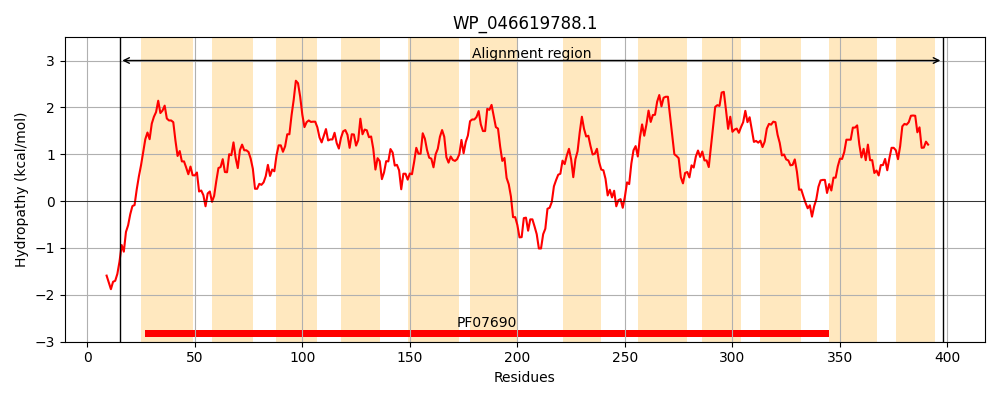 WP_046619788.1
Alignment region
3
2
1
0
−1
−2
−3
Hydropathy (kcal/mol)
PF07690
0 50 100 150 200 250 300 350 400
Residues